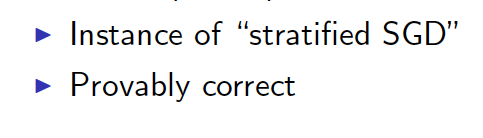 ▶ Instance of “stratified SGD”
▶ Provably correct